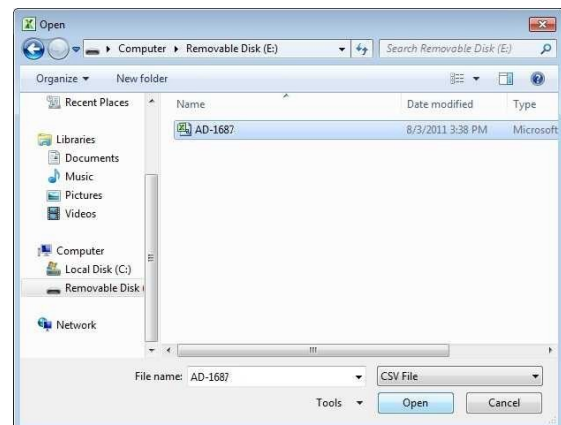 Open
Computer ▸ Removable Disk (E:)
Search Removable Disk (E:)
Organize
New folder
Recent Places
Libraries
Documents
Music
Pictures
Videos
Computer
Local Disk (C:)
Removable Disk
Network
Name
Date modified
Type
AD-1687
8/3/2011 3:38 PM
Microsoft
File name:
AD-1687
CSV File
Tools
Open
Cancel